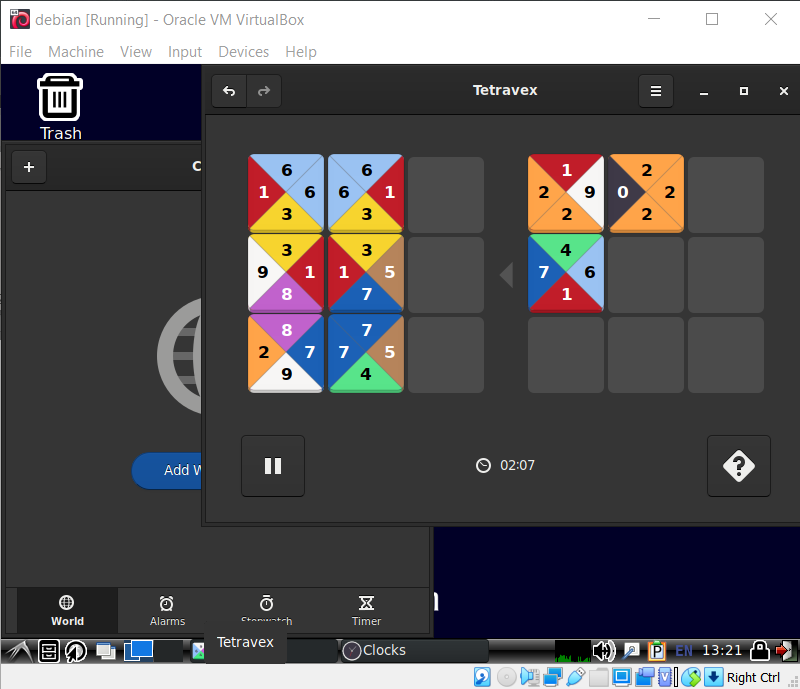 debian [Running] - Oracle VM VirtualBox
File Machine View Input Devices Help
Trash
Tetravex
C
6 6 1 2
1 6 6 1 2 9 0 2
3 3 2 2
3 3 4
9 1 1 5 7 6
8 7 1
8 7
2 7 7 5
9 4
Add W
02:07
?
World Alarms Stopwatch Timer
n
Tetravex
Clocks
P
EN 13:21
Right Ctrl